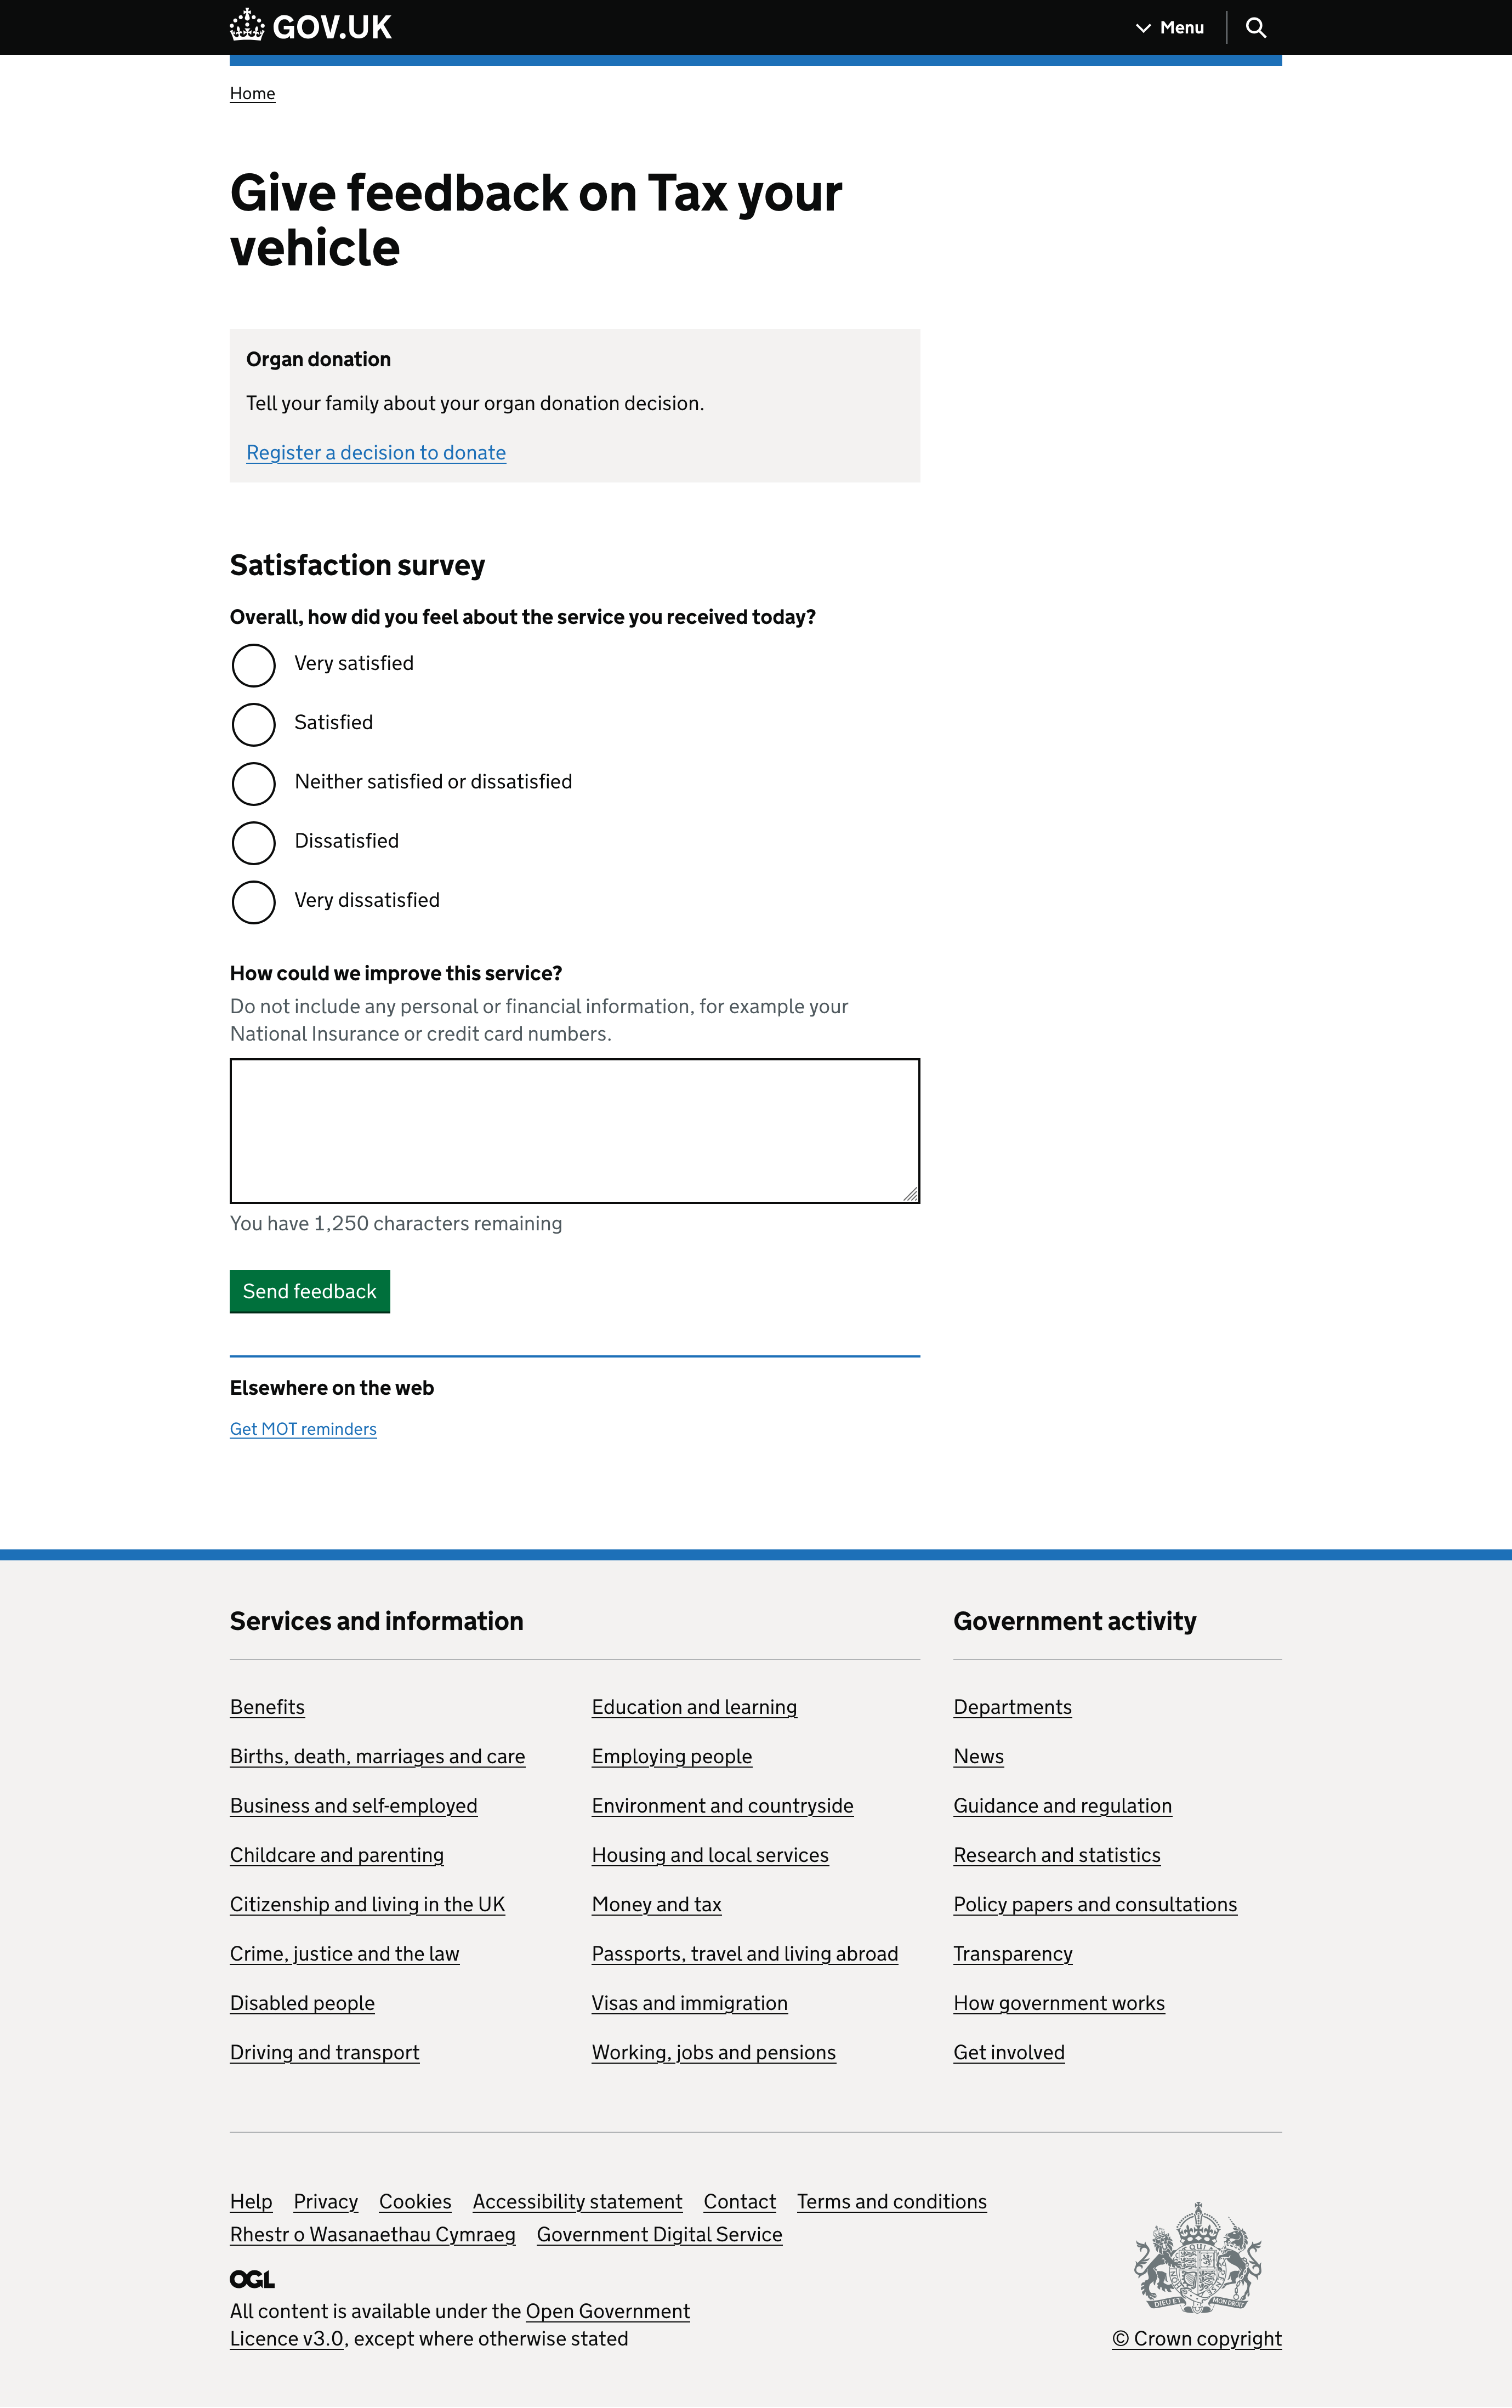 GOV.UK
Menu
Home
Give feedback on Tax your
vehicle
Organ donation
Tell your family about your organ donation decision.
Register a decision to donate
Satisfaction survey
Overall, how did you feel about the service you received today?
Very satisfied
Satisfied
Neither satisfied or dissatisfied
Dissatisfied
Very dissatisfied
How could we improve this service?
Do not include any personal or financial information, for example your
National Insurance or credit card numbers.
You have 1,250 characters remaining
Send feedback
Elsewhere on the web
Get MOT reminders
Services and information
Benefits
Births, death, marriages and care
Business and self-employed
Childcare and parenting
Citizenship and living in the UK
Crime, justice and the law
Disabled people
Driving and transport
Education and learning
Employing people
Environment and countryside
Housing and local services
Money and tax
Passports, travel and living abroad
Visas and immigration
Working, jobs and pensions
Government activity
Departments
News
Guidance and regulation
Research and statistics
Policy papers and consultations
Transparency
How government works
Get involved
Help Privacy Cookies Accessibility statement Contact Terms and conditions
Rhestr o Wasanaethau Cymraeg Government Digital Service
OGL
All content is available under the Open Government
Licence v3.0, except where otherwise stated
DIEU ET MON DROIT
© Crown copyright